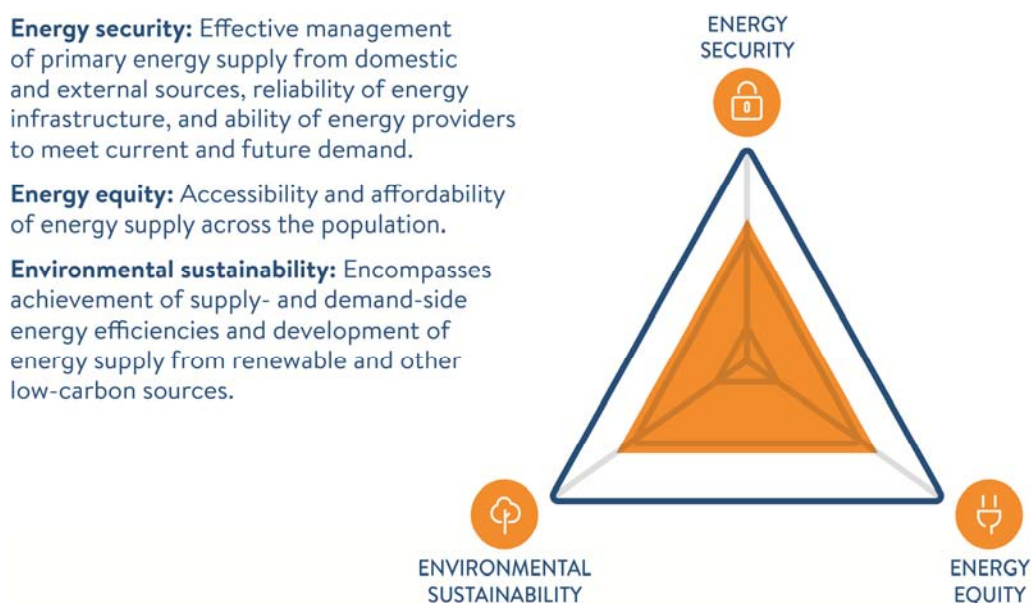 Energy security: Effective management
of primary energy supply from domestic
and external sources, reliability of energy
infrastructure, and ability of energy providers
to meet current and future demand.
Energy equity: Accessibility and affordability
of energy supply across the population.
Environmental sustainability: Encompasses
achievement of supply- and demand-side
energy efficiencies and development of
energy supply from renewable and other
low-carbon sources.
ENERGY
SECURITY
ENVIRONMENTAL
SUSTAINABILITY
ENERGY
EQUITY